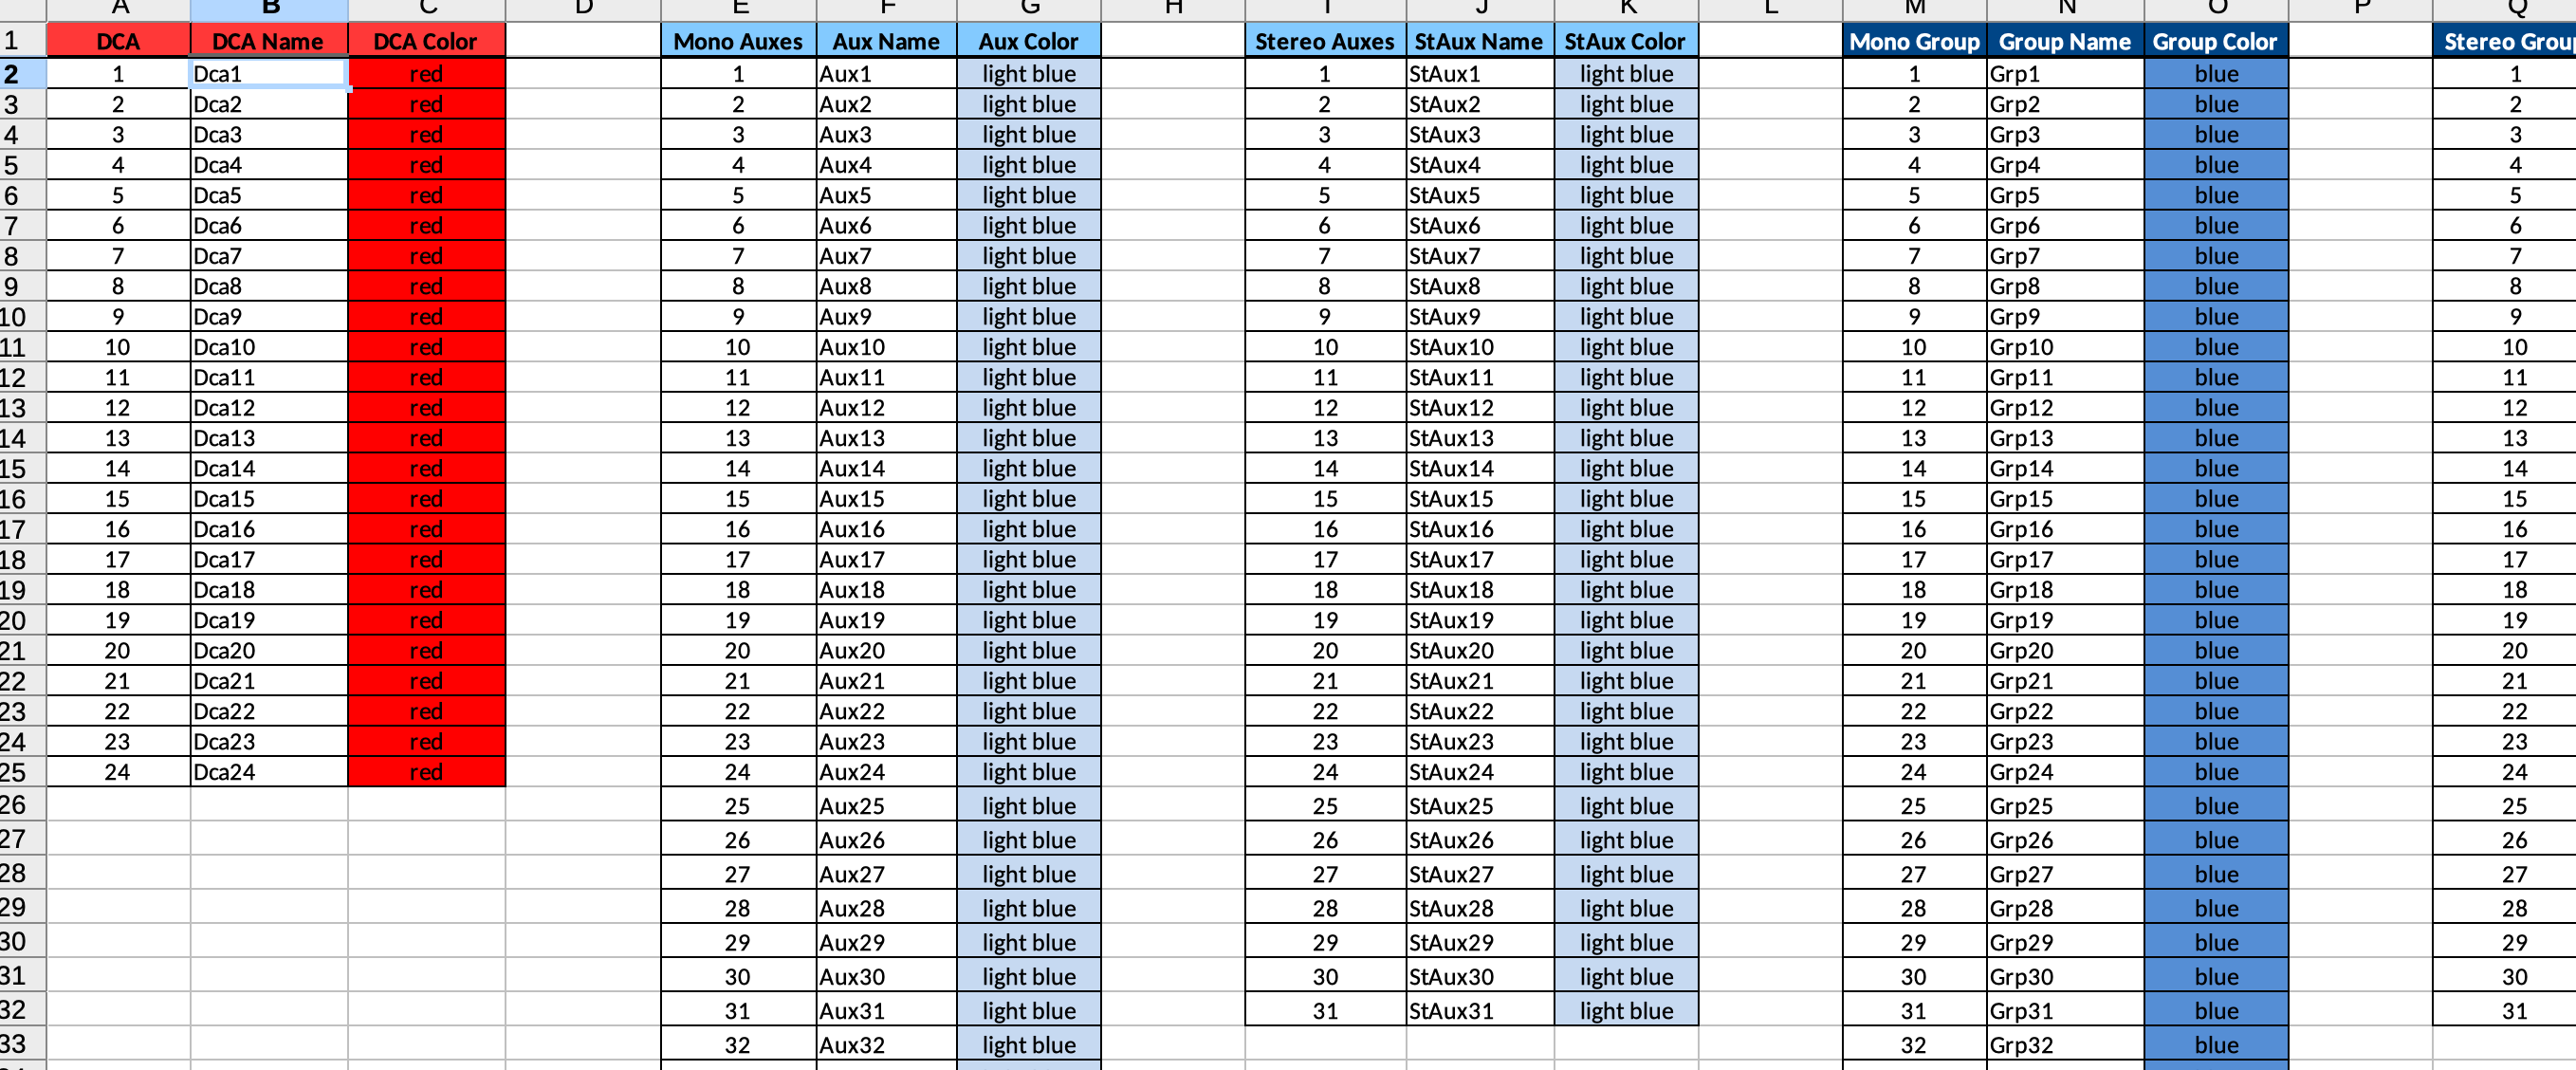 A B C D E F G H I J K L M N O P Q
1 DCA DCA Name DCA Color Mono Auxes Aux Name Aux Color Stereo Auxes StAux Name StAux Color Mono Group Group Name Group Color Stereo Group
2 1 Dca1 red 1 Aux1 light blue 1 StAux1 light blue 1 Grp1 blue 1
3 2 Dca2 red 2 Aux2 light blue 2 StAux2 light blue 2 Grp2 blue 2
4 3 Dca3 red 3 Aux3 light blue 3 StAux3 light blue 3 Grp3 blue 3
5 4 Dca4 red 4 Aux4 light blue 4 StAux4 light blue 4 Grp4 blue 4
6 5 Dca5 red 5 Aux5 light blue 5 StAux5 light blue 5 Grp5 blue 5
7 6 Dca6 red 6 Aux6 light blue 6 StAux6 light blue 6 Grp6 blue 6
8 7 Dca7 red 7 Aux7 light blue 7 StAux7 light blue 7 Grp7 blue 7
9 8 Dca8 red 8 Aux8 light blue 8 StAux8 light blue 8 Grp8 blue 8
10 9 Dca9 red 9 Aux9 light blue 9 StAux9 light blue 9 Grp9 blue 9
11 10 Dca10 red 10 Aux10 light blue 10 StAux10 light blue 10 Grp10 blue 10
12 11 Dca11 red 11 Aux11 light blue 11 StAux11 light blue 11 Grp11 blue 11
13 12 Dca12 red 12 Aux12 light blue 12 StAux12 light blue 12 Grp12 blue 12
14 13 Dca13 red 13 Aux13 light blue 13 StAux13 light blue 13 Grp13 blue 13
15 14 Dca14 red 14 Aux14 light blue 14 StAux14 light blue 14 Grp14 blue 14
16 15 Dca15 red 15 Aux15 light blue 15 StAux15 light blue 15 Grp15 blue 15
17 16 Dca16 red 16 Aux16 light blue 16 StAux16 light blue 16 Grp16 blue 16
18 17 Dca17 red 17 Aux17 light blue 17 StAux17 light blue 17 Grp17 blue 17
19 18 Dca18 red 18 Aux18 light blue 18 StAux18 light blue 18 Grp18 blue 18
20 19 Dca19 red 19 Aux19 light blue 19 StAux19 light blue 19 Grp19 blue 19
21 20 Dca20 red 20 Aux20 light blue 20 StAux20 light blue 20 Grp20 blue 20
22 21 Dca21 red 21 Aux21 light blue 21 StAux21 light blue 21 Grp21 blue 21
23 22 Dca22 red 22 Aux22 light blue 22 StAux22 light blue 22 Grp22 blue 22
24 23 Dca23 red 23 Aux23 light blue 23 StAux23 light blue 23 Grp23 blue 23
25 24 Dca24 red 24 Aux24 light blue 24 StAux24 light blue 24 Grp24 blue 24
26 25 Aux25 light blue 25 StAux25 light blue 25 Grp25 blue 25
27 26 Aux26 light blue 26 StAux26 light blue 26 Grp26 blue 26
28 27 Aux27 light blue 27 StAux27 light blue 27 Grp27 blue 27
29 28 Aux28 light blue 28 StAux28 light blue 28 Grp28 blue 28
30 29 Aux29 light blue 29 StAux29 light blue 29 Grp29 blue 29
31 30 Aux30 light blue 30 StAux30 light blue 30 Grp30 blue 30
32 31 Aux31 light blue 31 StAux31 light blue 31 Grp31 blue 31
33 32 Aux32 light blue 32 Grp32 blue